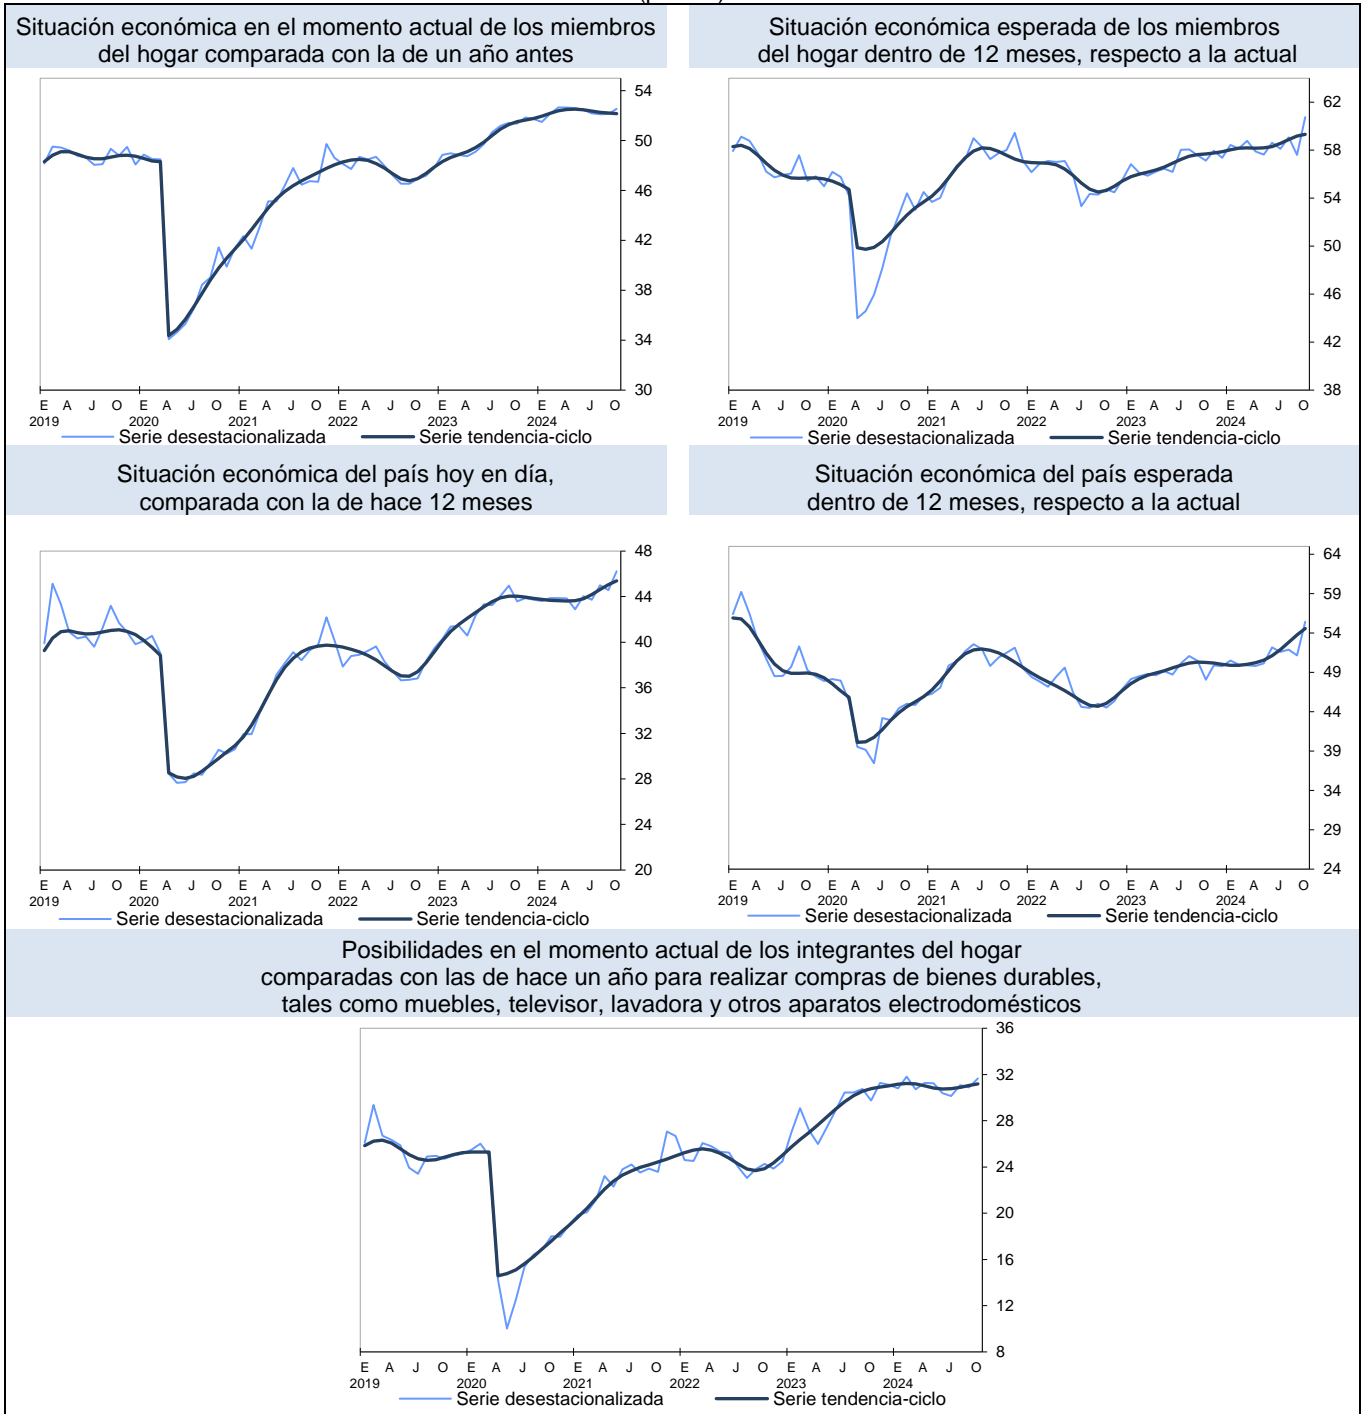 Situación económica en el momento actual de los miembros
del hogar comparada con la de un año antes
54
50
46
42
38
34
30
E A J O E A J O E A J O E A J O E A J O E A J O
2019 2020 2021 2022 2023 2024
Serie desestacionalizada Serie tendencia-ciclo
Situación económica esperada de los miembros
del hogar dentro de 12 meses, respecto a la actual
62
58
54
50
46
42
38
E A J O E A J O E A J O E A J O E A J O E A J O
2019 2020 2021 2022 2023 2024
Serie desestacionalizada Serie tendencia-ciclo
Situación económica del país hoy en día,
comparada con la de hace 12 meses
48
44
40
36
32
28
24
20
E A J O E A J O E A J O E A J O E A J O E A J O
2019 2020 2021 2022 2023 2024
Serie desestacionalizada Serie tendencia-ciclo
Situación económica del país esperada
dentro de 12 meses, respecto a la actual
64
59
54
49
44
39
34
29
24
E A J O E A J O E A J O E A J O E A J O E A J O
2019 2020 2021 2022 2023 2024
Serie desestacionalizada Serie tendencia-ciclo
Posibilidades en el momento actual de los integrantes del hogar
comparadas con las de hace un año para realizar compras de bienes durables,
tales como muebles, televisor, lavadora y otros aparatos electrodomésticos
36
32
28
24
20
16
12
8
E A J O E A J O E A J O E A J O E A J O E A J O
2019 2020 2021 2022 2023 2024
Serie desestacionalizada Serie tendencia-ciclo